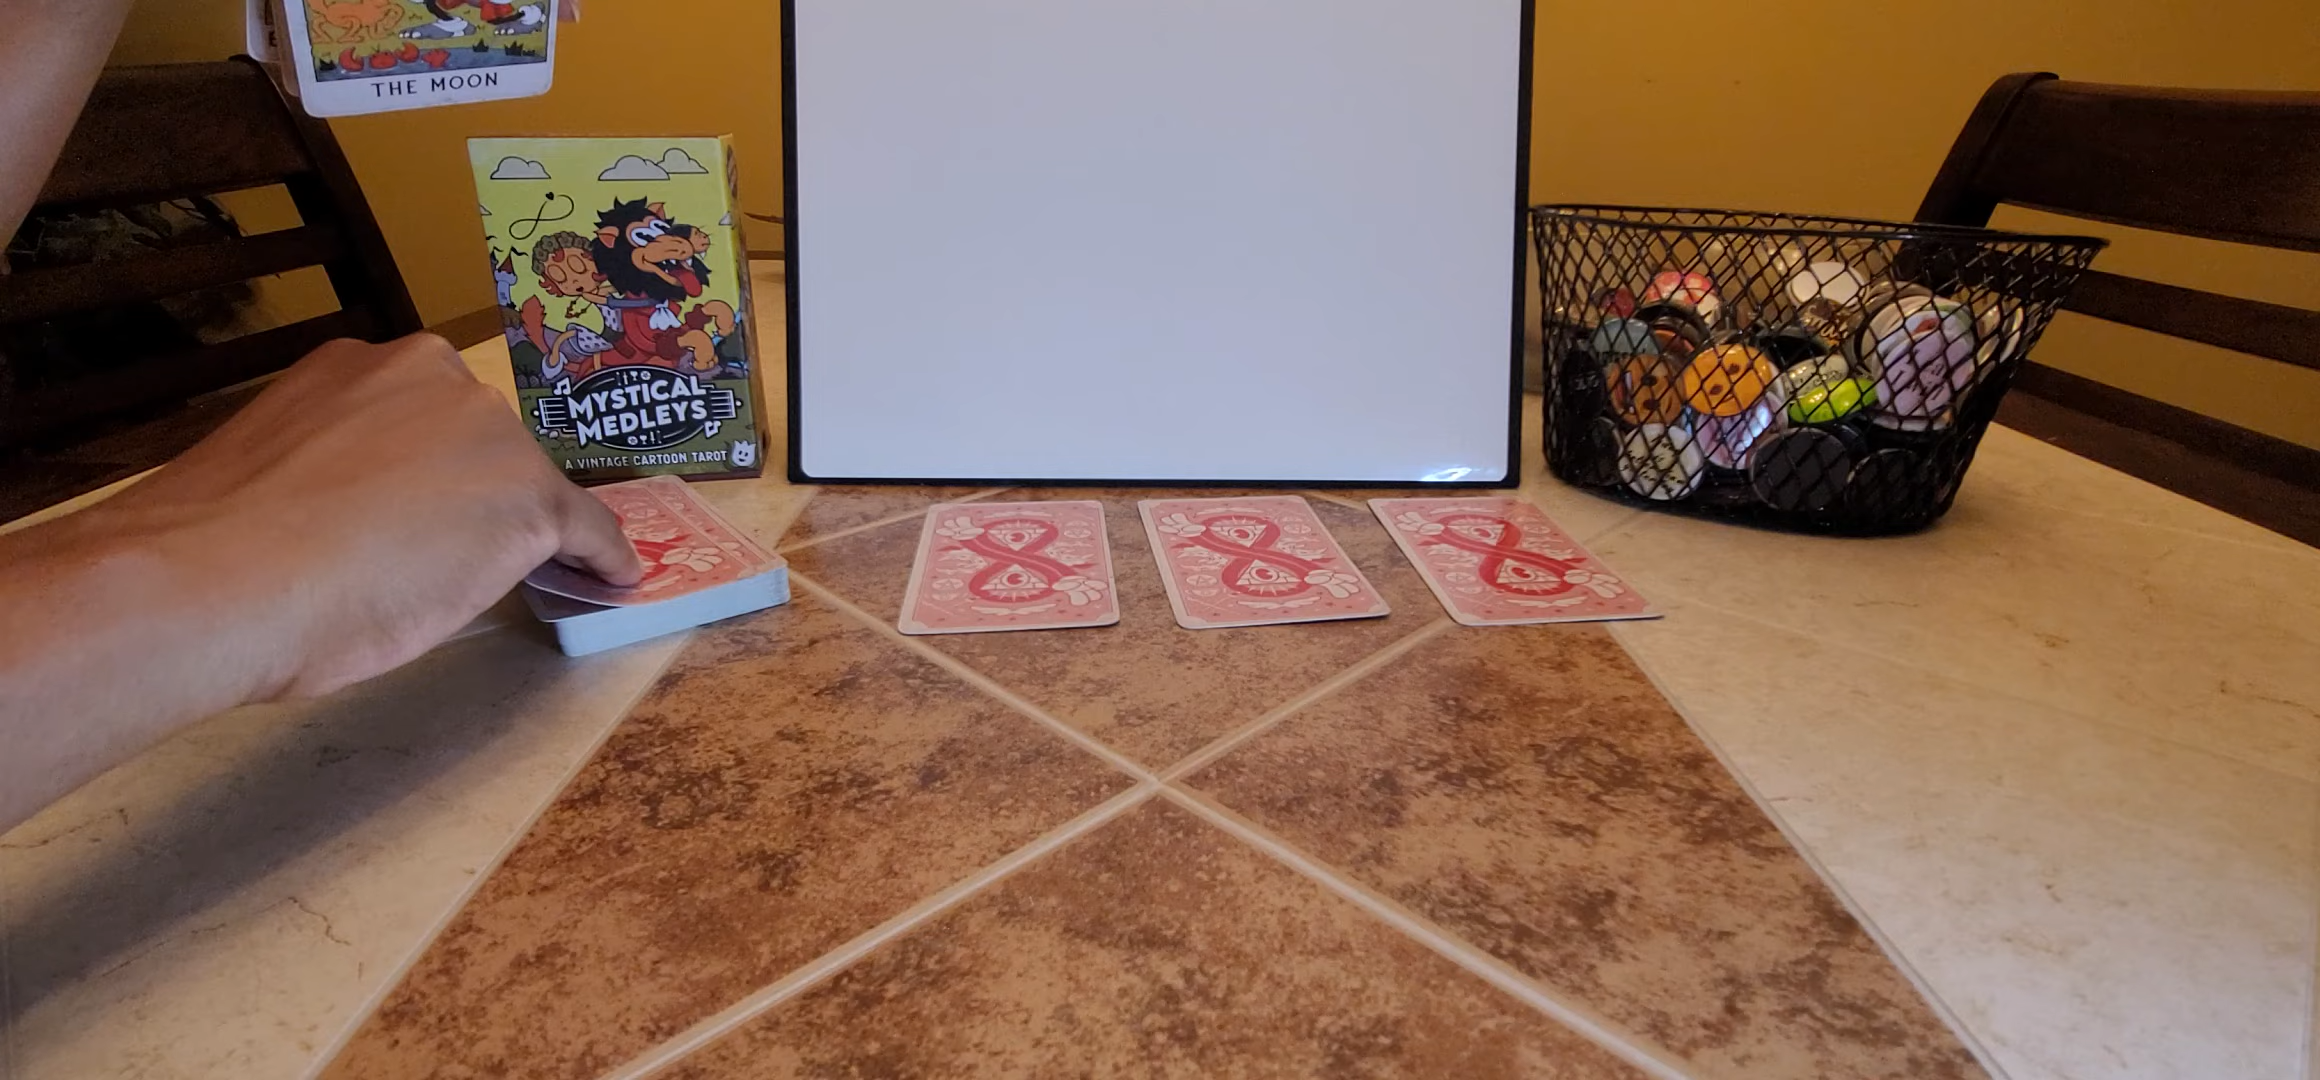 THE MOON
MYSTICAL
MEDLEYS
A VINTAGE CARTOON TAROT